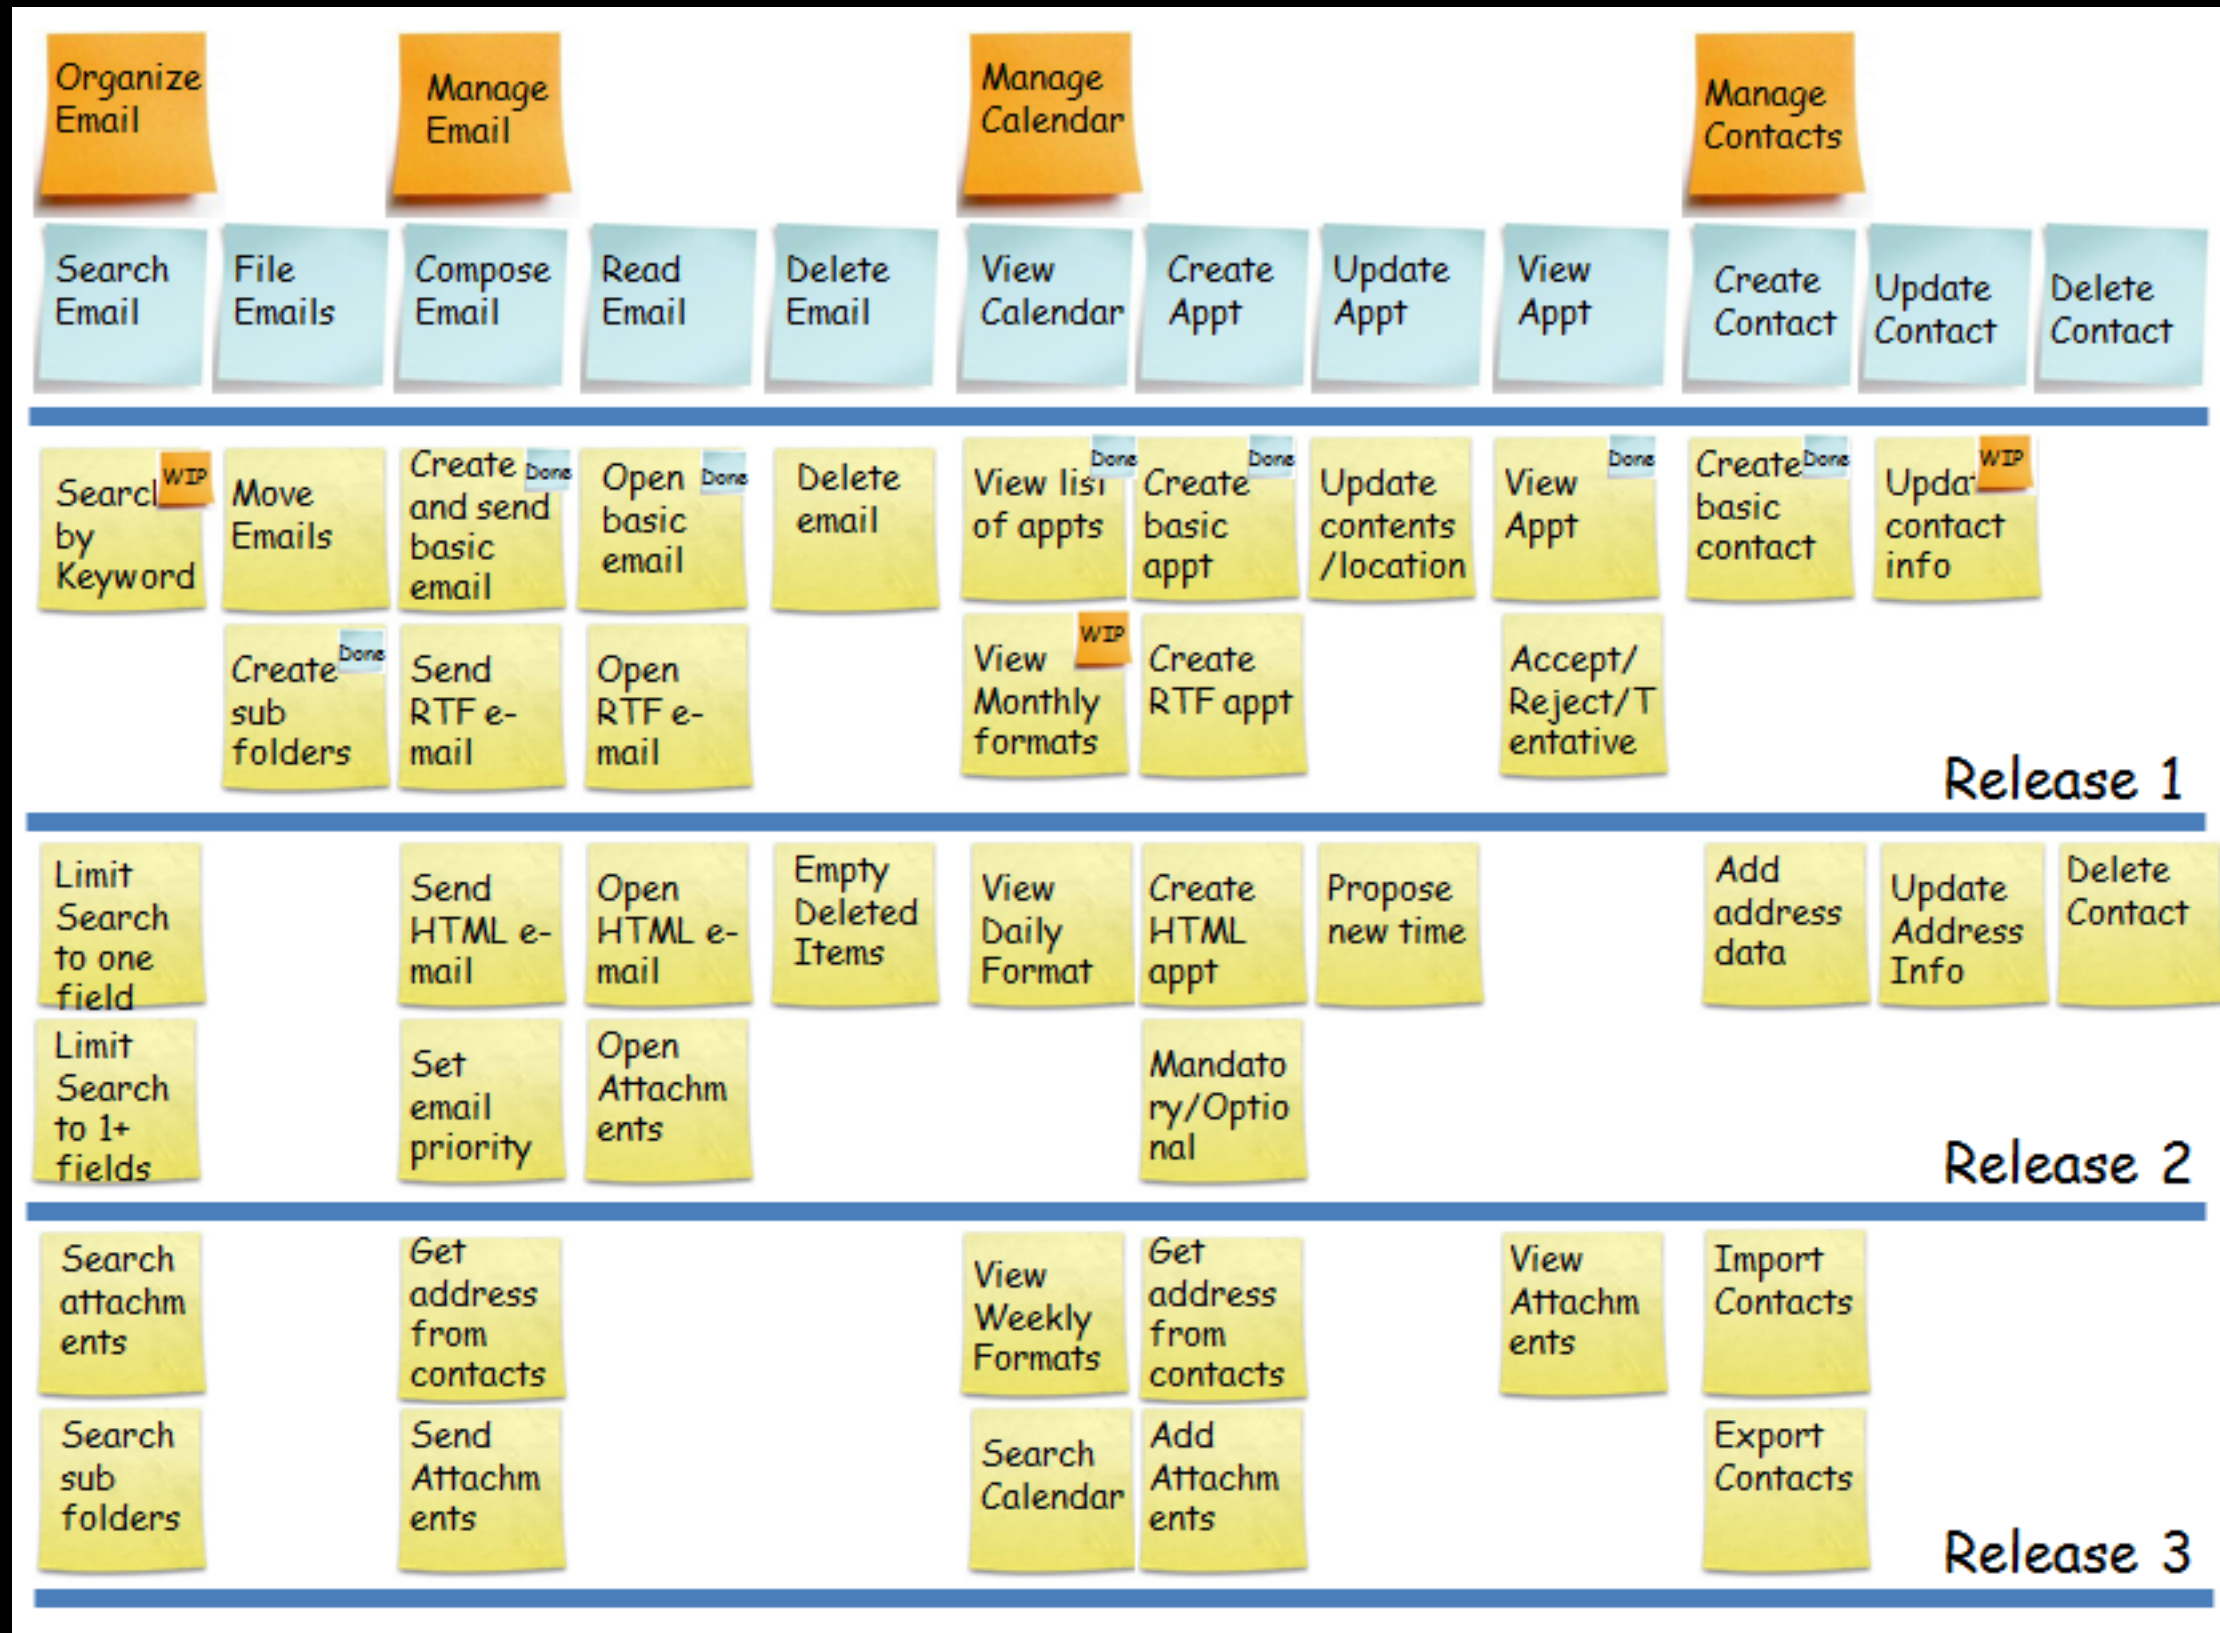 Organize
Email
Manage
Email
Manage
Calendar
Manage
Contacts
Search
Email
File
Emails
Compose
Email
Read
Email
Delete
Email
View
Calendar
Create
Appt
Update
Appt
View
Appt
Create
Contact
Update
Contact
Delete
Contact
WIP
Searc
by
Keyword
Move
Emails
Done
Create
and send
basic
email
Done
Open
basic
email
Delete
email
Done
View list
of appts
Done
Create
basic
appt
Update
contents
/location
Done
View
Appt
Done
Create
basic
contact
WIP
Updat
contact
info
Done
Create
sub
folders
Send
RTF e-
mail
Open
RTF e-
mail
WIP
View
Monthly
formats
Create
RTF appt
Accept/
Reject/T
entative
Release 1
Limit
Search
to one
field
Send
HTML e-
mail
Open
HTML e-
mail
Empty
Deleted
Items
View
Daily
Format
Create
HTML
appt
Propose
new time
Add
address
data
Update
Address
Info
Delete
Contact
Limit
Search
to 1+
fields
Set
email
priority
Open
Attachm
ents
Mandato
ry/Optio
nal
Release 2
Search
attachm
ents
Get
address
from
contacts
View
Weekly
Formats
Get
address
from
contacts
View
Attachm
ents
Import
Contacts
Search
sub
folders
Send
Attachm
ents
Search
Calendar
Add
Attachm
ents
Export
Contacts
Release 3